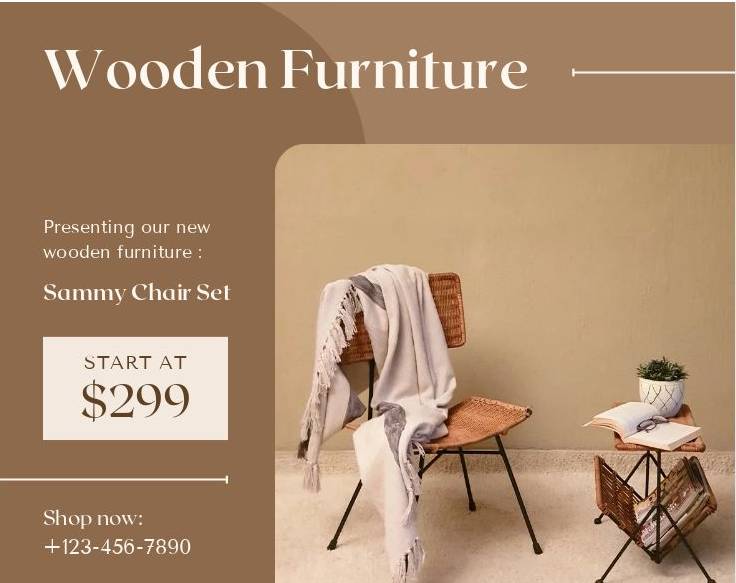 Wooden Furniture
Presenting our new
wooden furniture :
Sammy Chair Set
START AT
$299
Shop now:
+123-456-7890